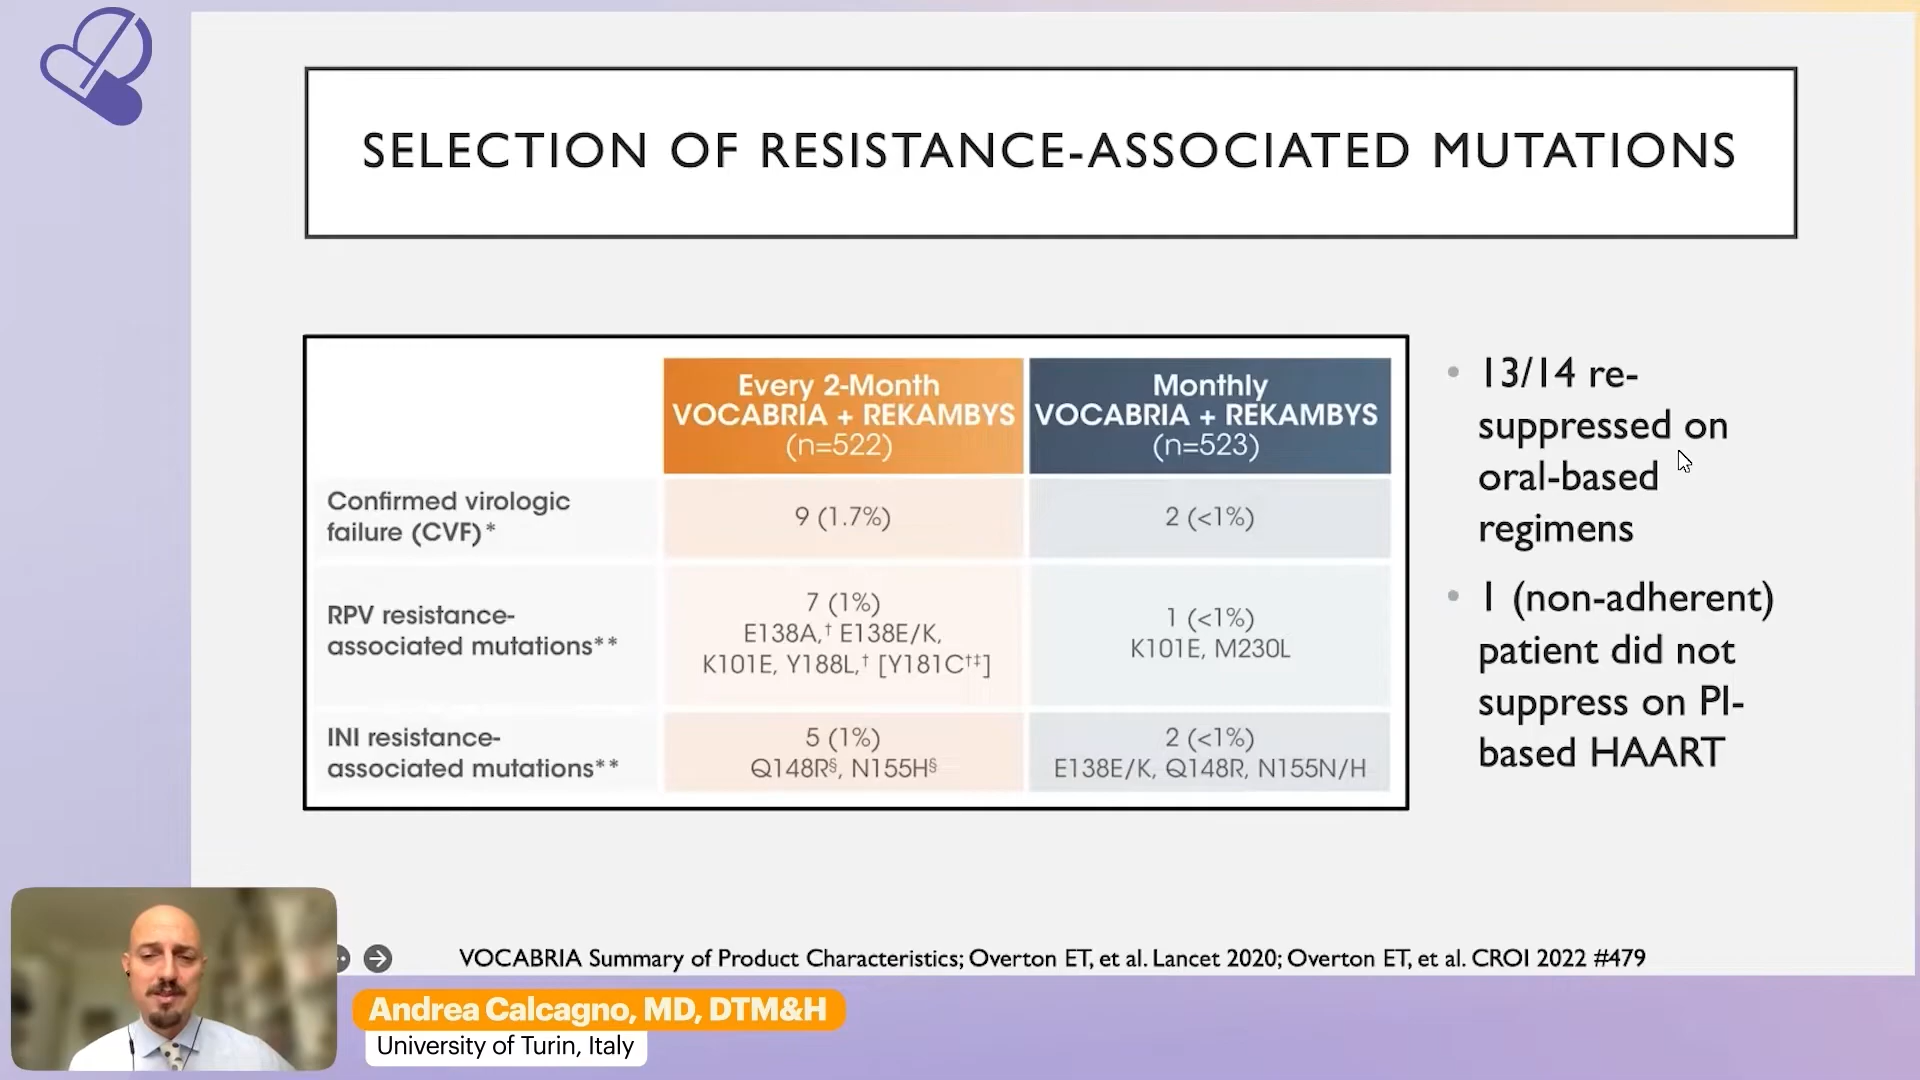 SELECTION OF RESISTANCE-ASSOCIATED MUTATIONS
Every 2-Month
VOCABRIA + REKAMBYS
(n=522)
Monthly
VOCABRIA + REKAMBYS
(n=523)
Confirmed virologic
failure (CVF)*
9 (1.7%)
2 (<1%)
RPV resistance-
associated mutations**
7 (1%)
E138A,† E138E/K,
K101E, Y188L,† [Y181C†‡]
1 (<1%)
K101E, M230L
INI resistance-
associated mutations**
5 (1%)
Q148R§, N155H§
2 (<1%)
E138E/K, Q148R, N155N/H
• 13/14 re-
suppressed on
oral-based
regimens
• 1 (non-adherent)
patient did not
suppress on PI-
based HAART
VOCABRIA Summary of Product Characteristics; Overton ET, et al. Lancet 2020; Overton ET, et al. CROI 2022 #479
Andrea Calcagno, MD, DTM&H
University of Turin, Italy